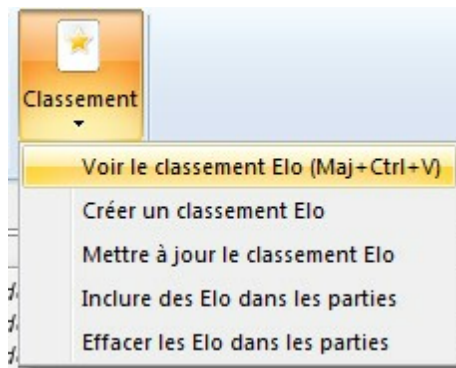 Classement
Voir le classement Elo (Maj+Ctrl+V)
Créer un classement Elo
Mettre à jour le classement Elo
Inclure des Elo dans les parties
Effacer les Elo dans les parties